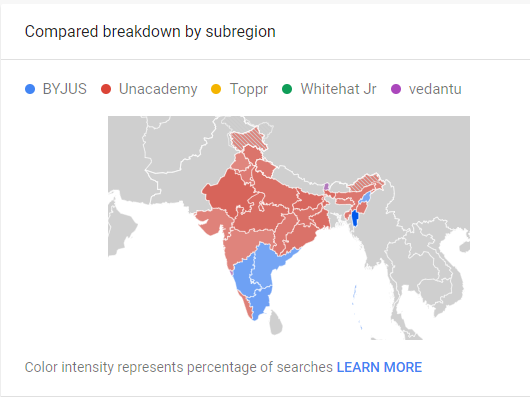 Compared breakdown by subregion
BYJUS Unacademy Toppr Whitehat Jr vedantu
Color intensity represents percentage of searches LEARN MORE